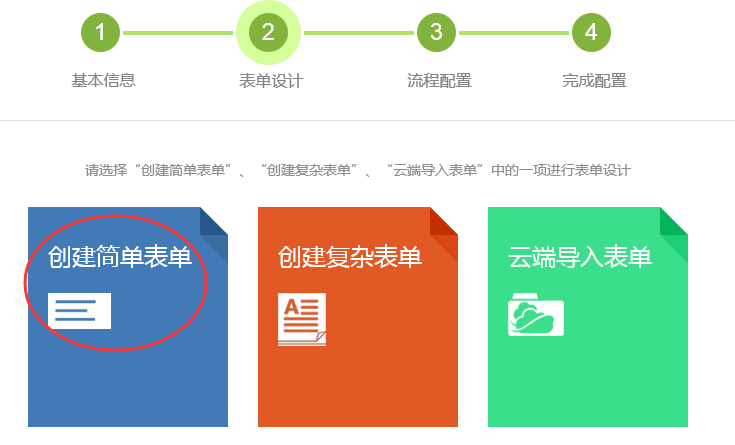 1 2 3 4
基本信息 表单设计 流程配置 完成配置
请选择“创建简单表单”、“创建复杂表单”、“云端导入表单”中的一项进行表单设计
创建简单表单 创建复杂表单 云端导入表单
A